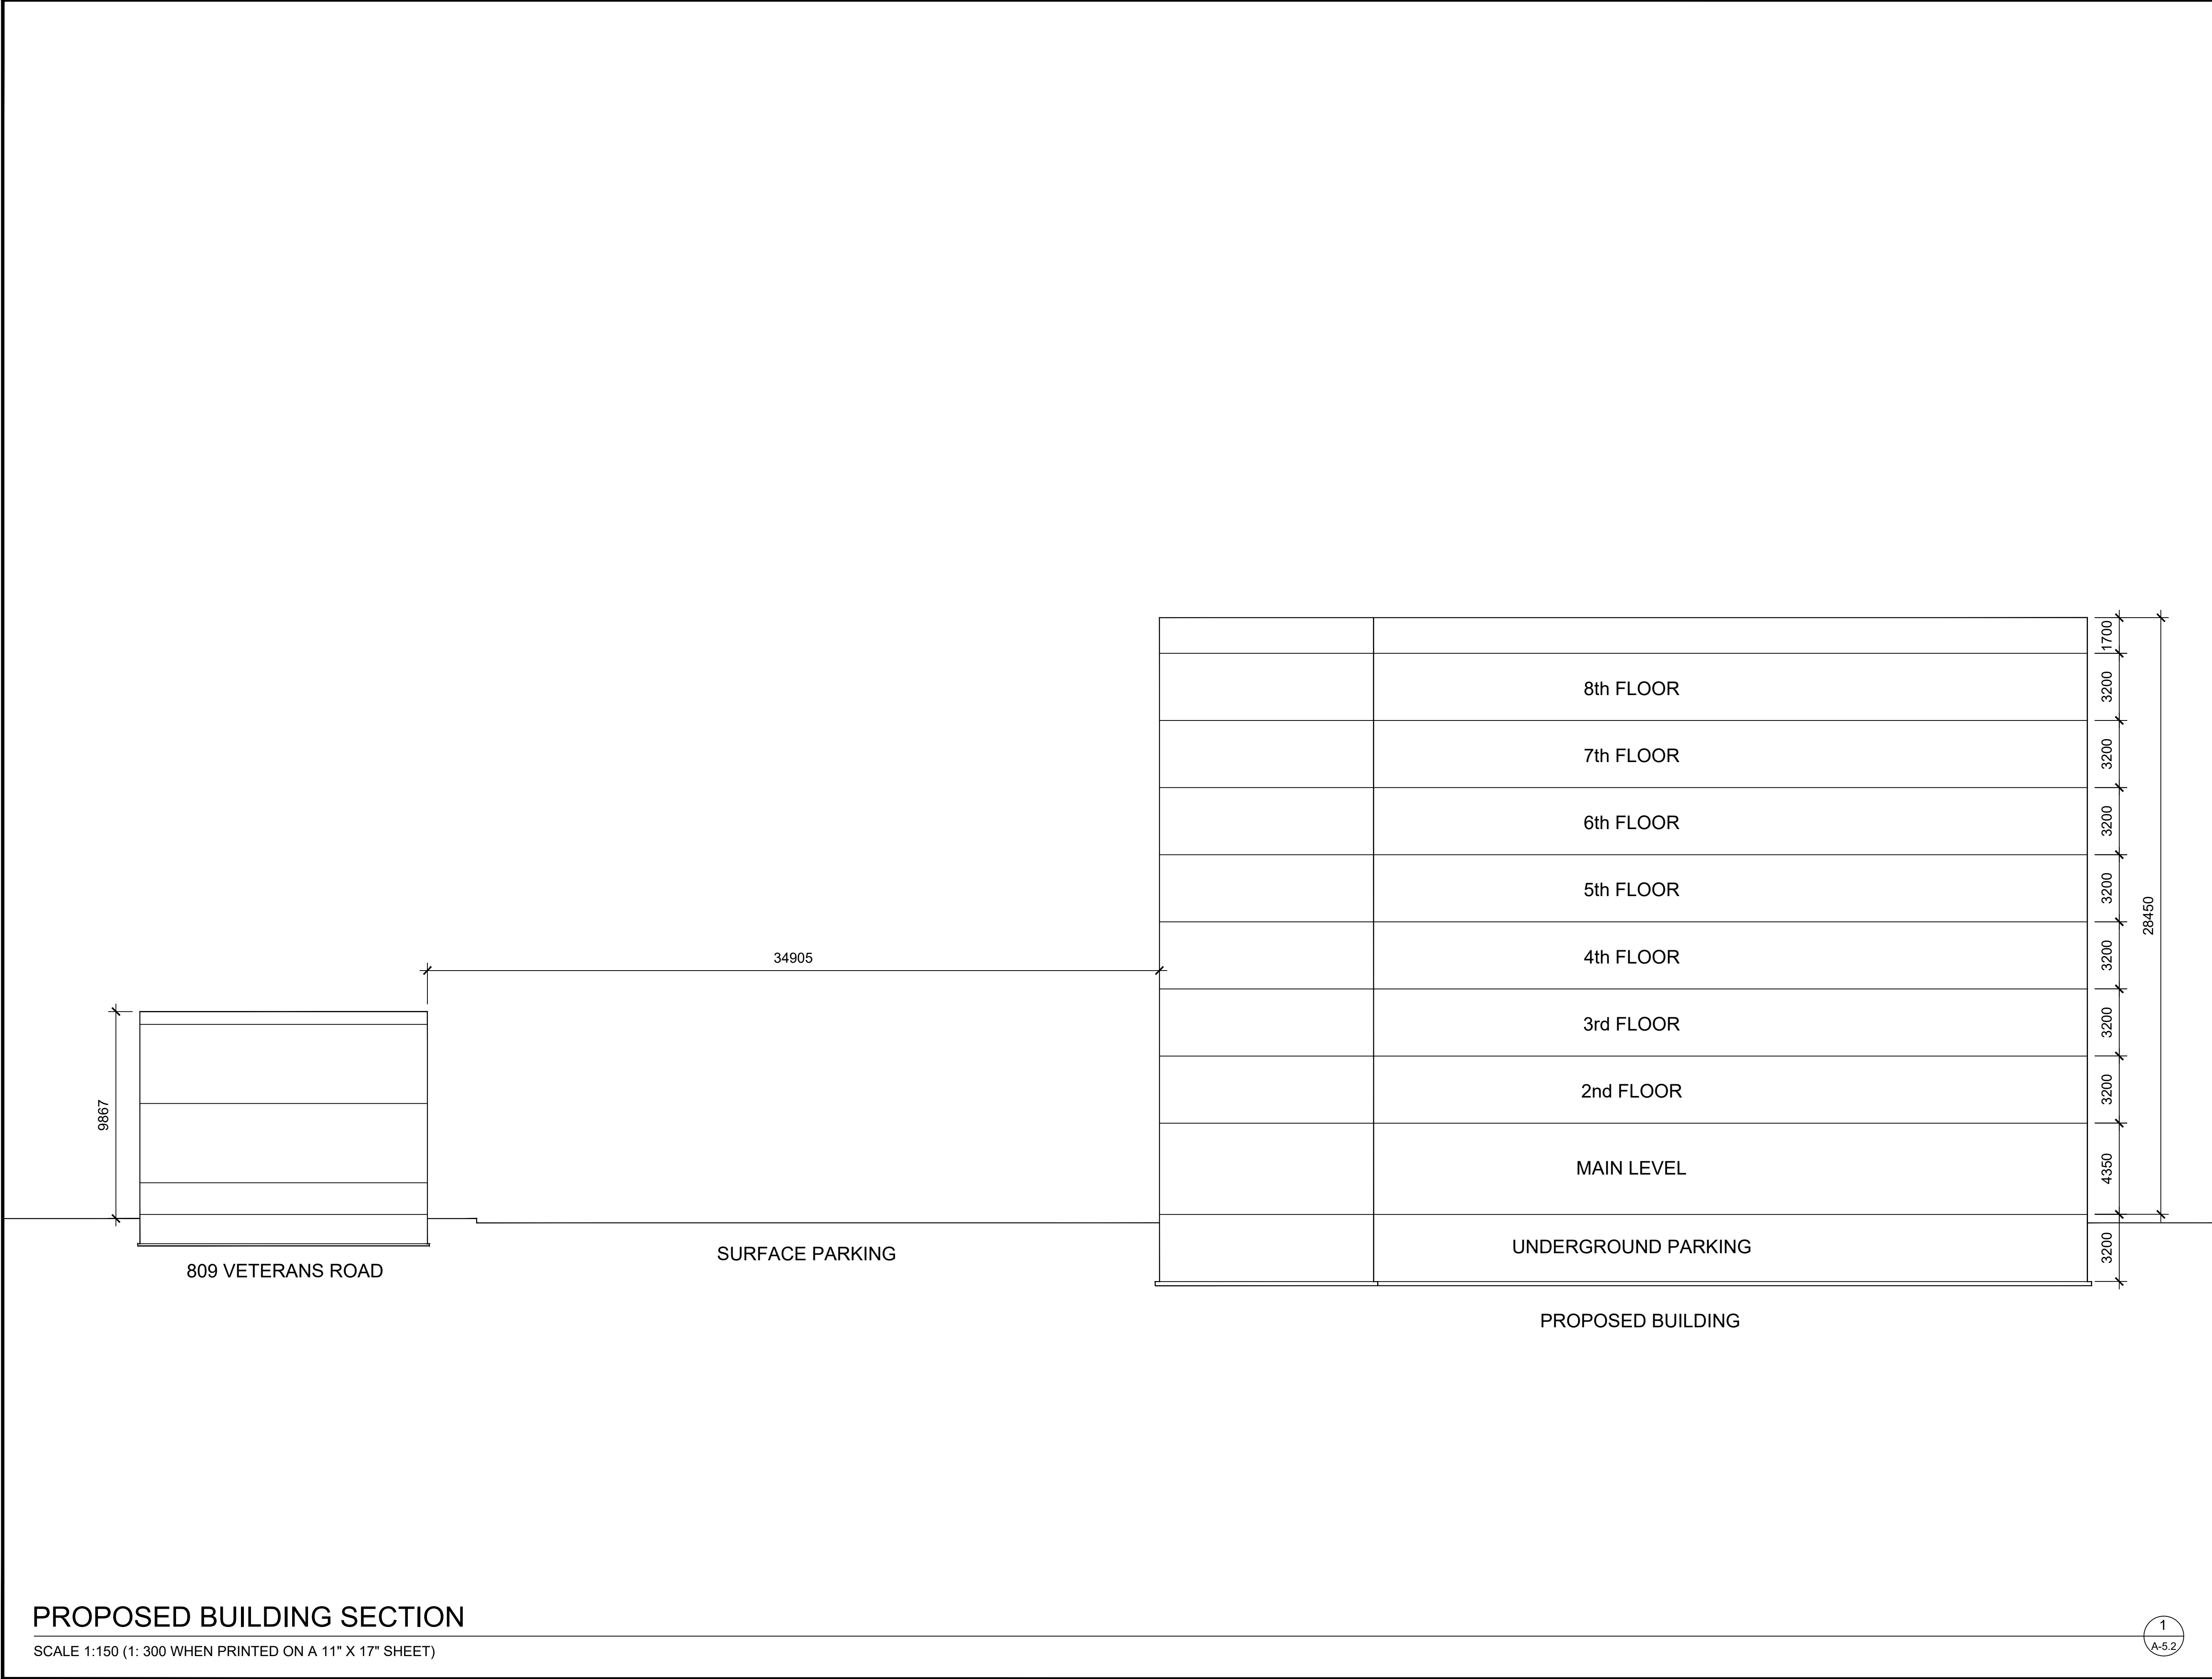 1700
8th FLOOR
3200
7th FLOOR
3200
6th FLOOR
3200
5th FLOOR
3200
28450
4th FLOOR
3200
34905
3rd FLOOR
3200
2nd FLOOR
3200
9867
MAIN LEVEL
4350
UNDERGROUND PARKING
3200
SURFACE PARKING
809 VETERANS ROAD
PROPOSED BUILDING
PROPOSED BUILDING SECTION
SCALE 1:150 (1: 300 WHEN PRINTED ON A 11" X 17" SHEET)
1
A-5.2